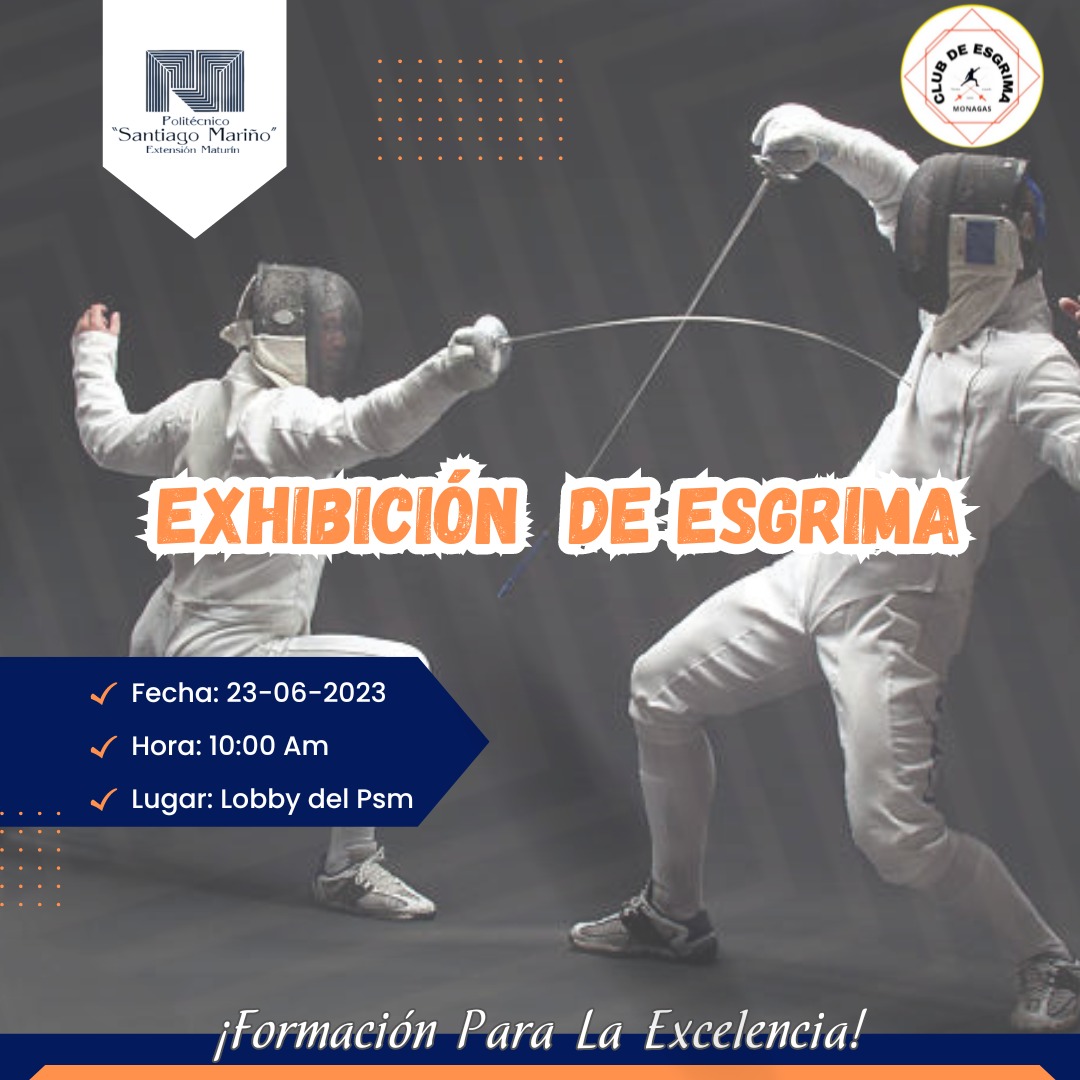 Politécnico
"Santiago Mariño"
Extensión Maturín
CLUB DE ESGRIMA
MONAGAS
EXHIBICIÓN DE ESGRIMA
Fecha: 23-06-2023
Hora: 10:00 Am
Lugar: Lobby del Psm
¡Formación Para La Excelencia!